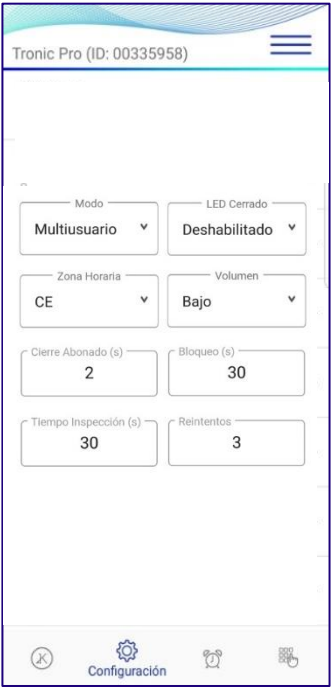 Tronic Pro (ID: 00335958)
Modo
LED Cerrado
Multiusuario
Deshabilitado
Zona Horaria
Volumen
CE
Bajo
Cierre Abonado (s)
Bloqueo (s)
2
30
Tlempo Inspección (s)
Reintentos
30
3
Configuración